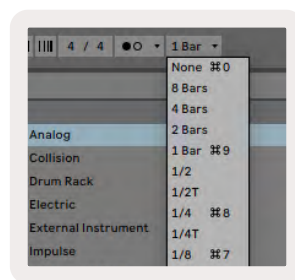 4 / 4 1 Bar
None ⌘0
8 Bars
4 Bars
2 Bars
1 Bar ⌘9
1/2
1/2T
1/4 ⌘8
1/4T
1/8 ⌘7
Analog
Collision
Drum Rack
Electric
External Instrument
Impulse